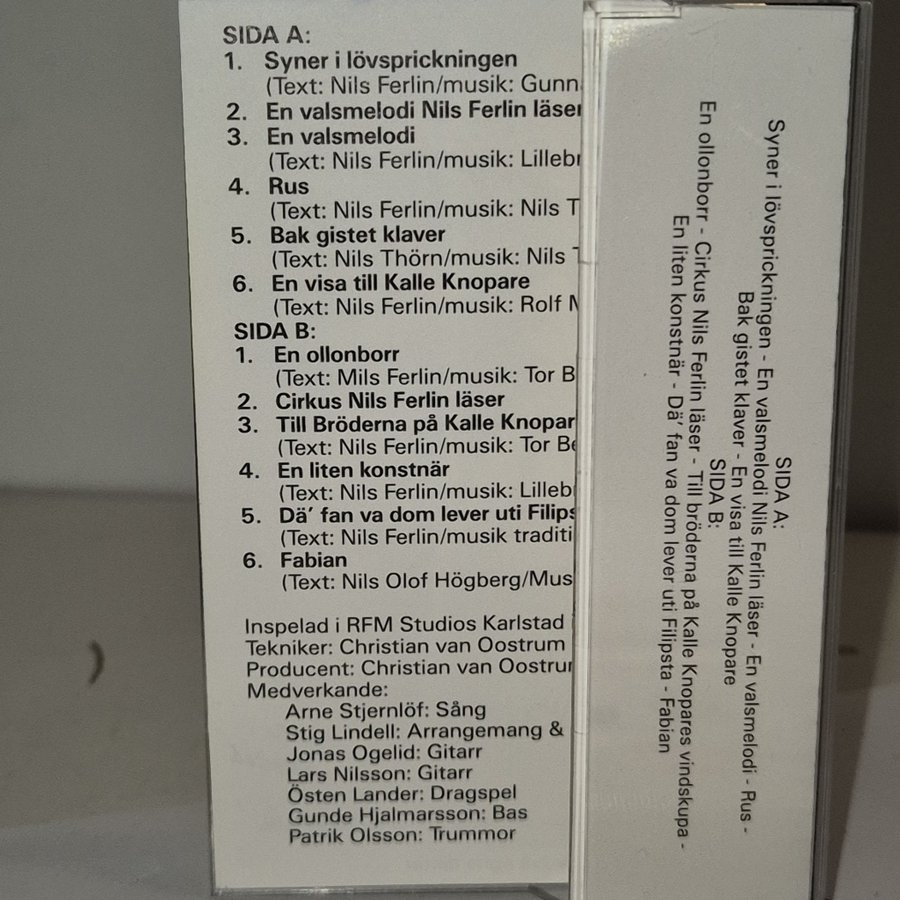 SIDA A:
1. Syner i lövsprickningen
(Text: Nils Ferlin/musik: Gunn
2. En valsmelodi Nils Ferlin läser
3. En valsmelodi
(Text: Nils Ferlin/musik: Lillebr
4. Rus
(Text: Nils Ferlin/musik: Nils T
5. Bak gistet klaver
(Text: Nils Thörn/musik: Nils T
6. En visa till Kalle Knopare
(Text: Nils Ferlin/musik: Rolf M
SIDA B:
1. En ollonborr
(Text: Mils Ferlin/musik: Tor B
2. Cirkus Nils Ferlin läser
3. Till Bröderna på Kalle Knopar
(Text: Nils Ferlin/musik: Tor Be
4. En liten konstnär
(Text: Nils Ferlin/musik: Lillebr
5. Dä' fan va dom lever uti Filips
(Text: Nils Ferlin/musik traditi
6. Fabian
(Text: Nils Olof Högberg/Mus
Inspelad i RFM Studios Karlstad
Tekniker: Christian van Oostrum
Producent: Christian van Oostrum
Medverkande:
Arne Stjernlöf: Sång
Stig Lindell: Arrangemang &
Jonas Ogelid: Gitarr
Lars Nilsson: Gitarr
Östen Lander: Dragspel
Gunde Hjalmarsson: Bas
Patrik Olsson: Trummor
SIDA A:
Syner i lövsprickningen - En valsmelodi Nils Ferlin läser - En valsmelodi - Rus -
Bak gistet klaver - En visa till Kalle Knopare
SIDA B:
En ollonborr - Cirkus Nils Ferlin läser - Till bröderna på Kalle Knopares vindskupa -
En liten konstnär - Dä' fan va dom lever uti Filipsta - Fabian